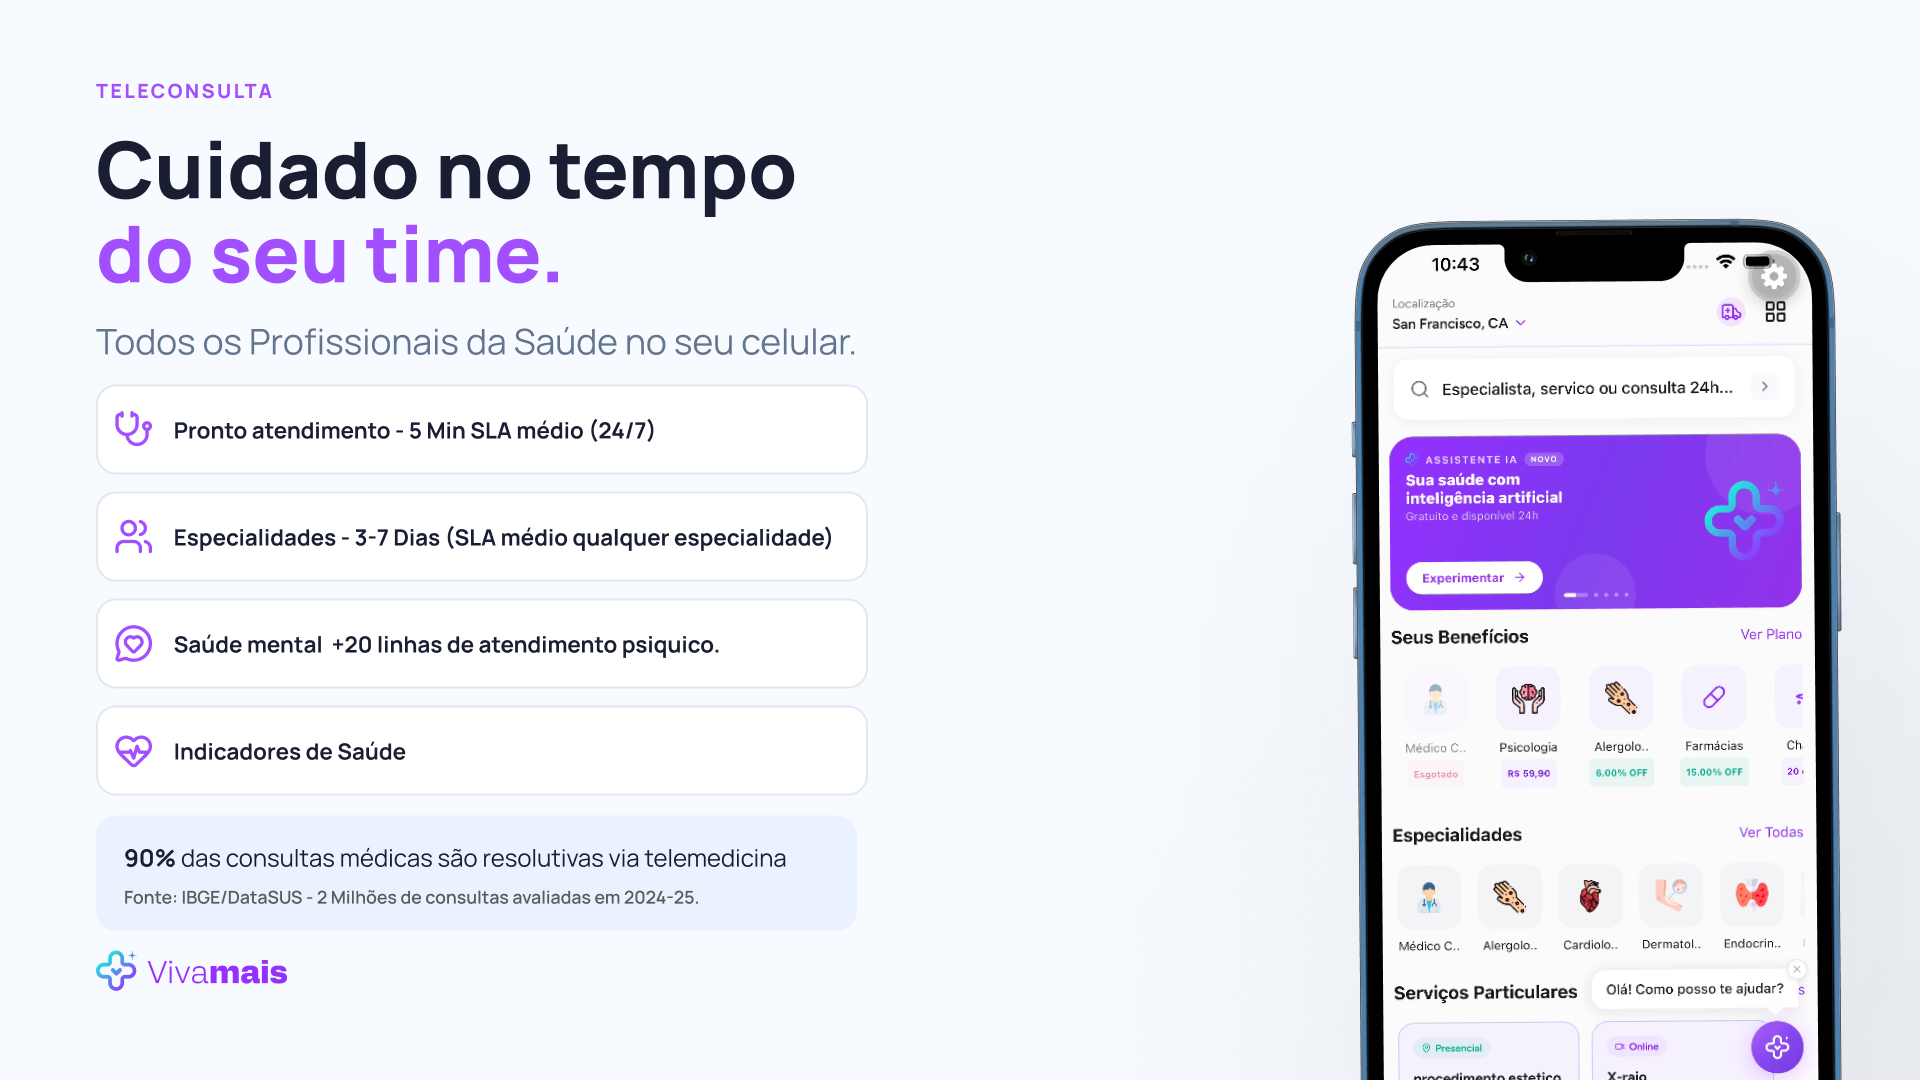 TELECONSULTA
Cuidado no tempo
do seu time.
Todos os Profissionais da Saúde no seu celular.
Pronto atendimento - 5 Min SLA médio (24/7)
Especialidades - 3-7 Dias (SLA médio qualquer especialidade)
Saúde mental  +20 linhas de atendimento psiquico.
Indicadores de Saúde
90% das consultas médicas são resolutivas via telemedicina
Fonte: IBGE/DataSUS - 2 Milhões de consultas avaliadas em 2024-25.
Vivamais
10:43
Localização
San Francisco, CA
Especialista, servico ou consulta 24h...
ASSISTENTE IA NOVO
Sua saúde com
inteligência artificial
Gratuito e disponível 24h
Experimentar
Seus Benefícios Ver Plano
Médico C.. Psicologia Alergolo.. Farmácias Ch
Esgotado R$ 59,90 6.00% OFF 15.00% OFF 20
Especialidades Ver Todas
Médico C.. Alergolo.. Cardiolo.. Dermatol.. Endocrin..
Serviços Particulares
Olá! Como posso te ajudar?
Presencial Online
procedimento estetico X-raio